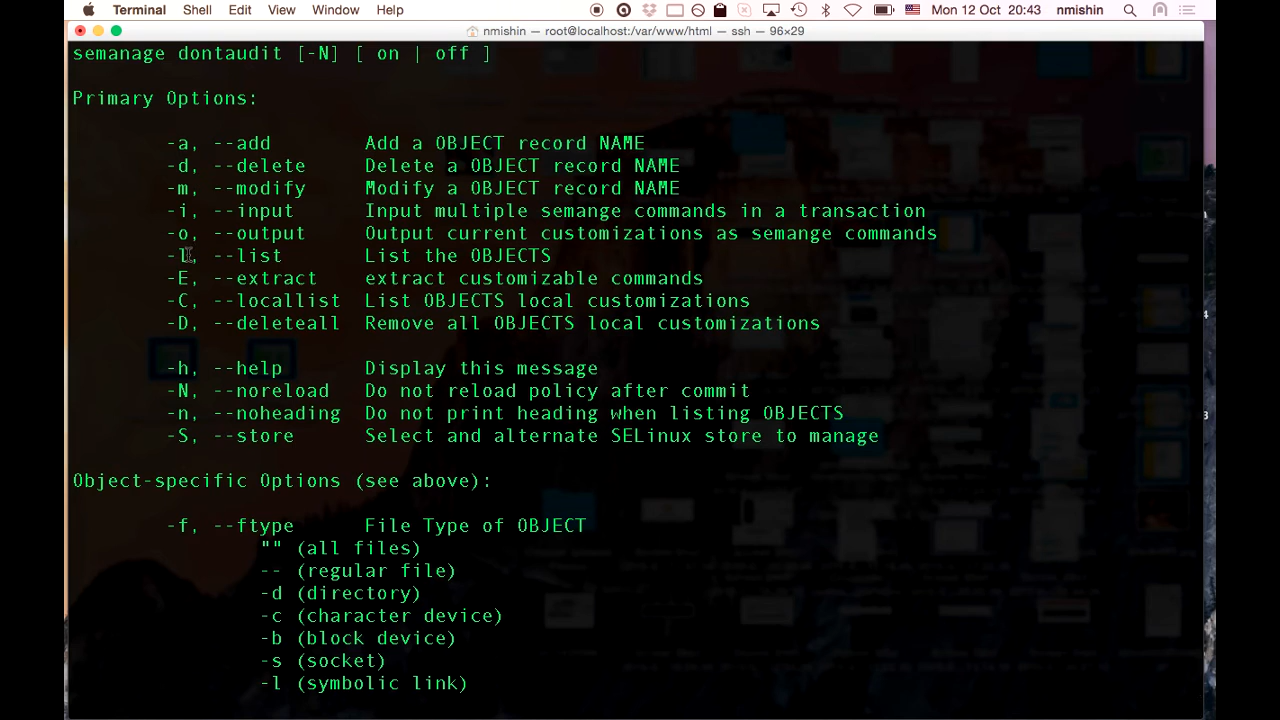 Terminal Shell Edit View Window Help Mon 12 Oct 20:43 nmishin
nmishin — root@localhost:/var/www/html — ssh — 96×29
semanage dontaudit [-N] [ on | off ]
Primary Options:
-a, --add Add a OBJECT record NAME
-d, --delete Delete a OBJECT record NAME
-m, --modify Modify a OBJECT record NAME
-i, --input Input multiple semange commands in a transaction
-o, --output Output current customizations as semange commands
-l, --list List the OBJECTS
-E, --extract extract customizable commands
-C, --locallist List OBJECTS local customizations
-D, --deleteall Remove all OBJECTS local customizations
-h, --help Display this message
-N, --noreload Do not reload policy after commit
-n, --noheading Do not print heading when listing OBJECTS
-S, --store Select and alternate SELinux store to manage
Object-specific Options (see above):
-f, --ftype File Type of OBJECT
"" (all files)
-- (regular file)
-d (directory)
-c (character device)
-b (block device)
-s (socket)
-l (symbolic link)